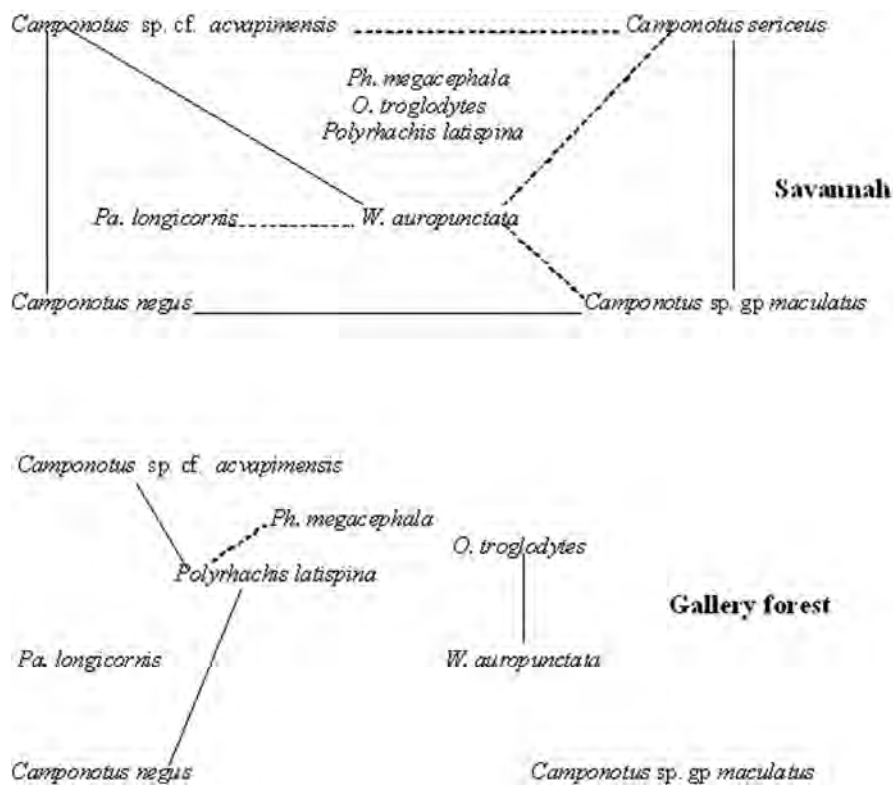 Camponotus sp. cf. acvapimensis Camponotus sericeus
Ph. megacephala
O. troglodytes
Polyrhachis latispina
Savannah
Pa. longicornis W. auropunctata
Camponotus negus Camponotus sp. gp maculatus
Camponotus sp. cf. acvapimensis
Ph. megacephala
O. troglodytes
Polyrhachis latispina
Gallery forest
Pa. longicornis W. auropunctata
Camponotus negus Camponotus sp. gp maculatus